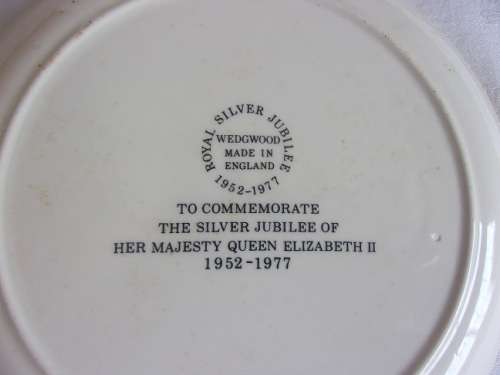 ROYAL SILVER JUBILEE
WEDGWOOD
MADE IN
ENGLAND
1952-1977
TO COMMEMORATE
THE SILVER JUBILEE OF
HER MAJESTY QUEEN ELIZABETH II
1952-1977